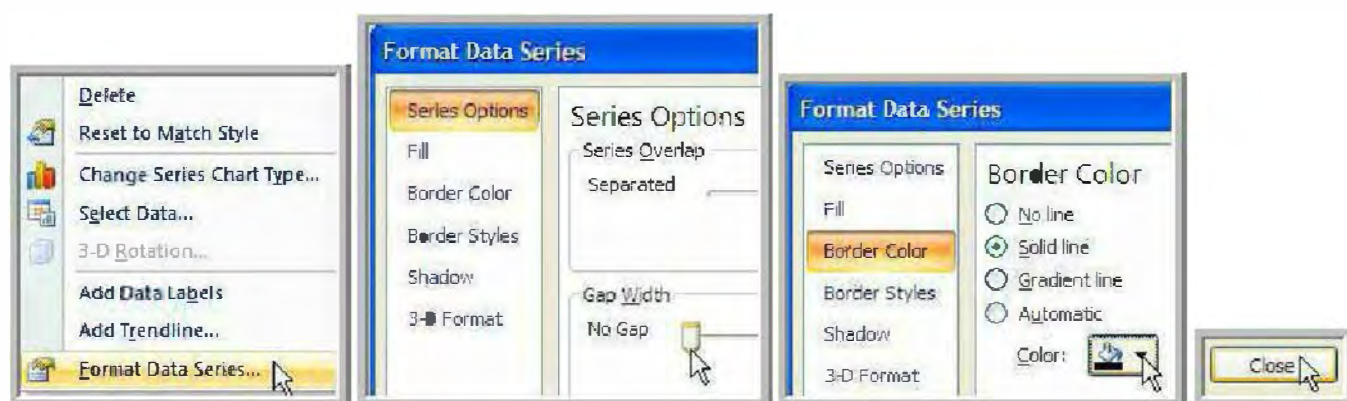 Delete
Reset to Match Style
Change Series Chart Type...
Select Data...
3-D Rotation...
Add Data Labels
Add Trendline...
Format Data Series...
Format Data Series
Series Options
Fill
Border Color
Border Styles
Shadow
3-D Format
Series Options
Series Overlap
Separated
Gap Width
No Gap
Format Data Series
Series Options
Fill
Border Color
Border Styles
Shadow
3-D Format
Border Color
No line
Solid line
Gradient line
Automatic
Color:
Close